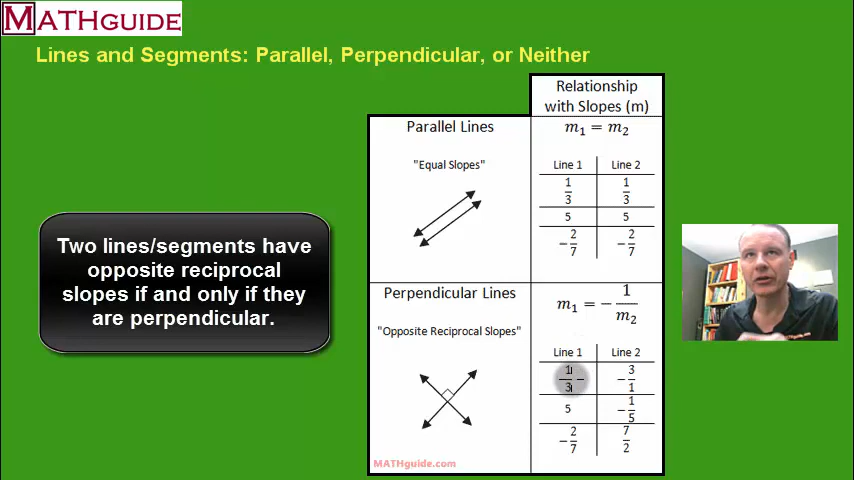 MATHGUIDE
Lines and Segments: Parallel, Perpendicular, or Neither
Relationship
with Slopes (m)
Parallel Lines
m₁ = m₂
"Equal Slopes"
Line 1 Line 2
1/3 1/3
5 5
−2/7 −2/7
Two lines/segments have
opposite reciprocal
slopes if and only if they
are perpendicular.
Perpendicular Lines
m₁ = − 1/m₂
"Opposite Reciprocal Slopes"
Line 1 Line 2
1/3 −3/1
5 −1/5
−2/7 7/2
MATHguide.com